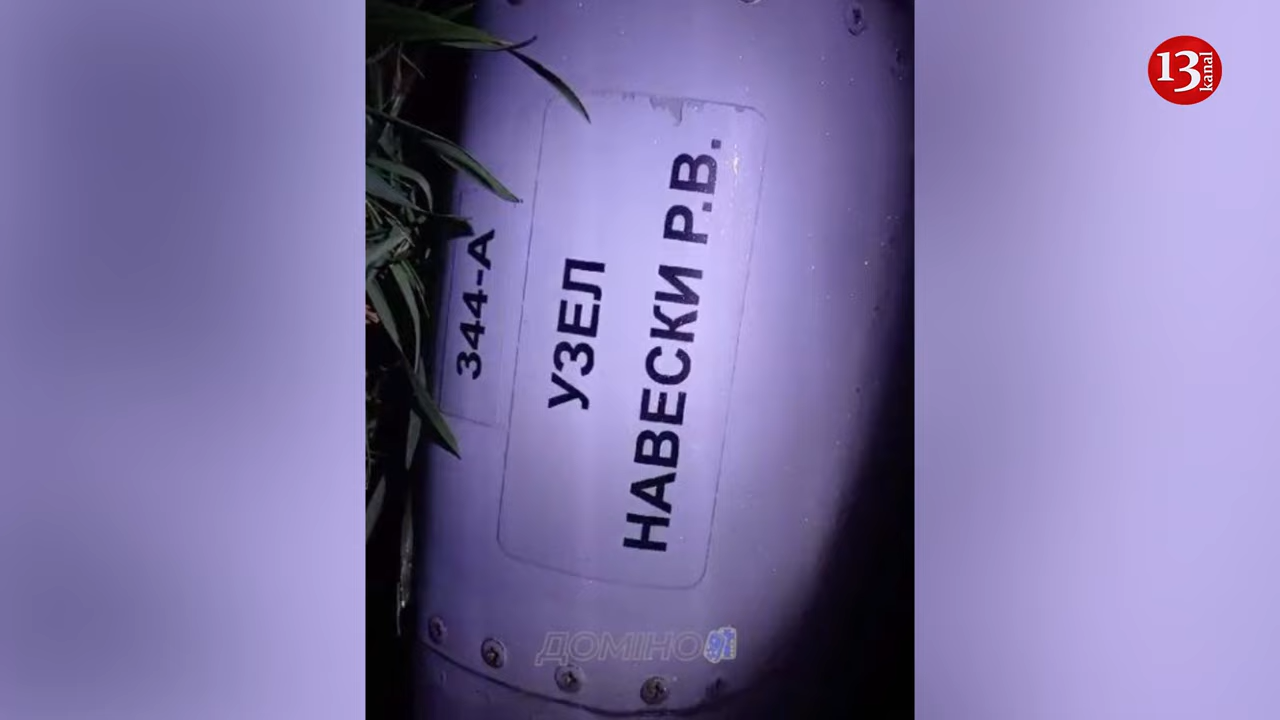 344-А
УЗЕЛ
НАВЕСКИ Р.В.
ДОМІНО
13
kanal